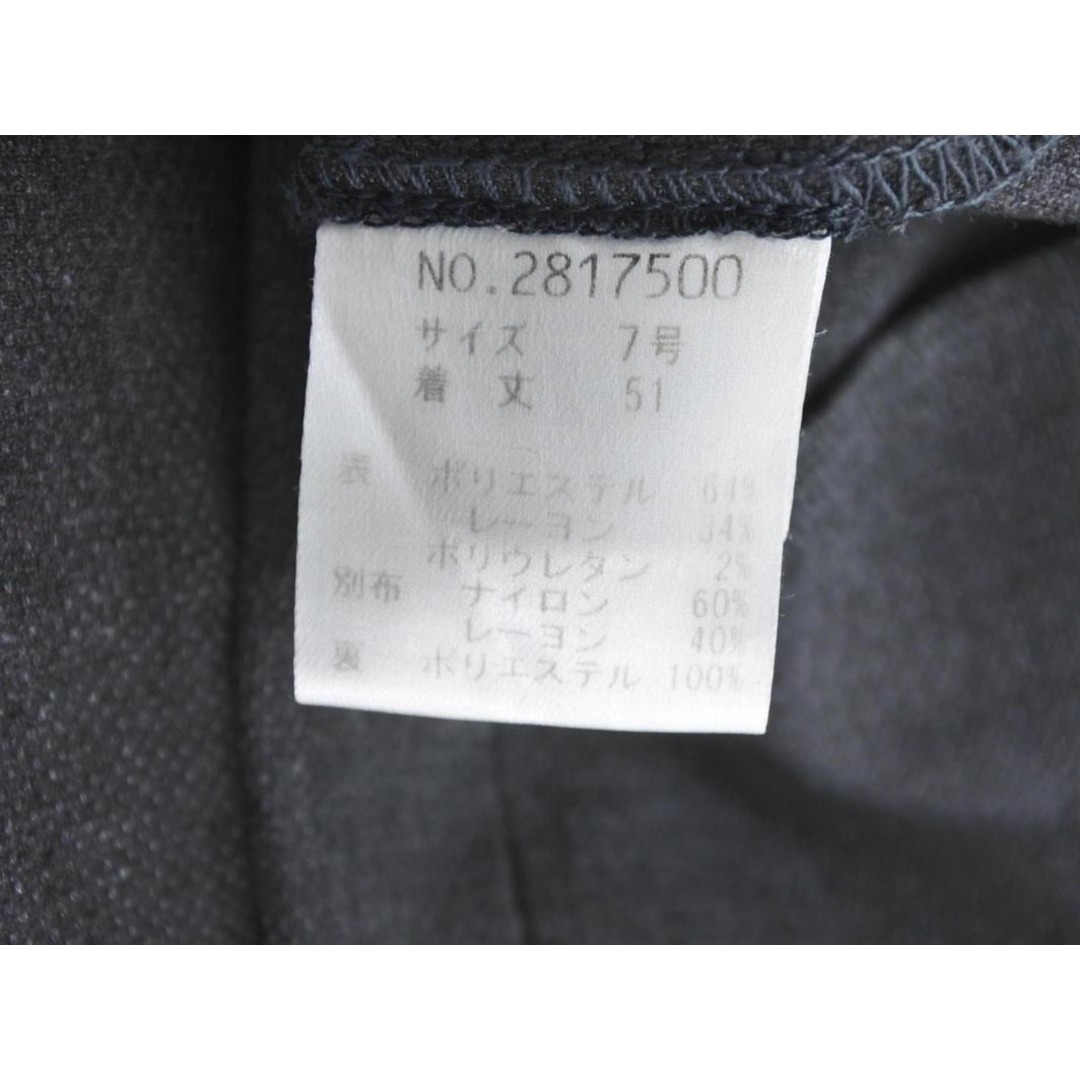 NO.2817500
サイズ 7号
着丈 51
表 ポリエステル 64%
レーヨン 34%
ポリウレタン 2%
別布 ナイロン 60%
レーヨン 40%
裏 ポリエステル 100%